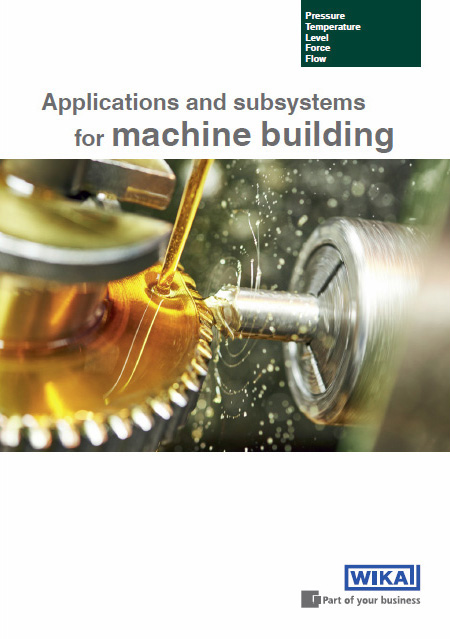 Pressure
Temperature
Level
Force
Flow
Applications and subsystems
for machine building
WIKA
Part of your business